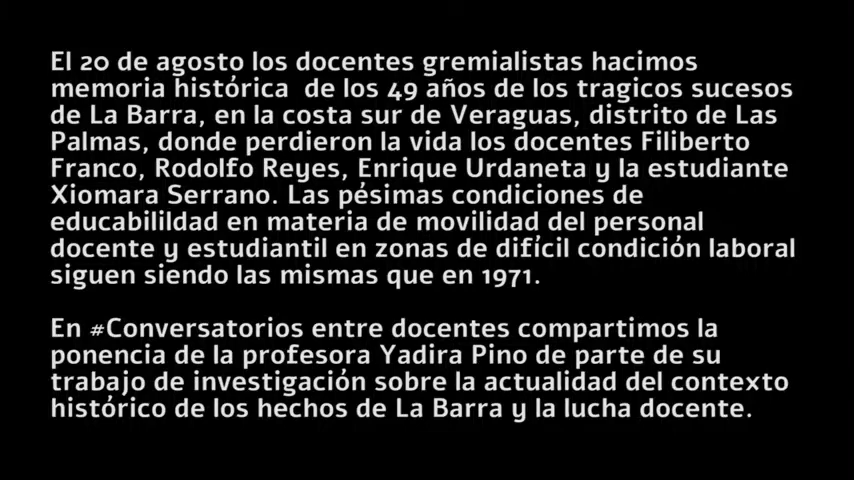 El 20 de agosto los docentes gremialistas hacimos
memoria histórica  de los 49 años de los tragicos sucesos
de La Barra, en la costa sur de Veraguas, distrito de Las
Palmas, donde perdieron la vida los docentes Filiberto
Franco, Rodolfo Reyes, Enrique Urdaneta y la estudiante
Xiomara Serrano. Las pésimas condiciones de
educabilildad en materia de movilidad del personal
docente y estudiantil en zonas de difícil condición laboral
siguen siendo las mismas que en 1971.

En #Conversatorios entre docentes compartimos la
ponencia de la profesora Yadira Pino de parte de su
trabajo de investigación sobre la actualidad del contexto
histórico de los hechos de La Barra y la lucha docente.